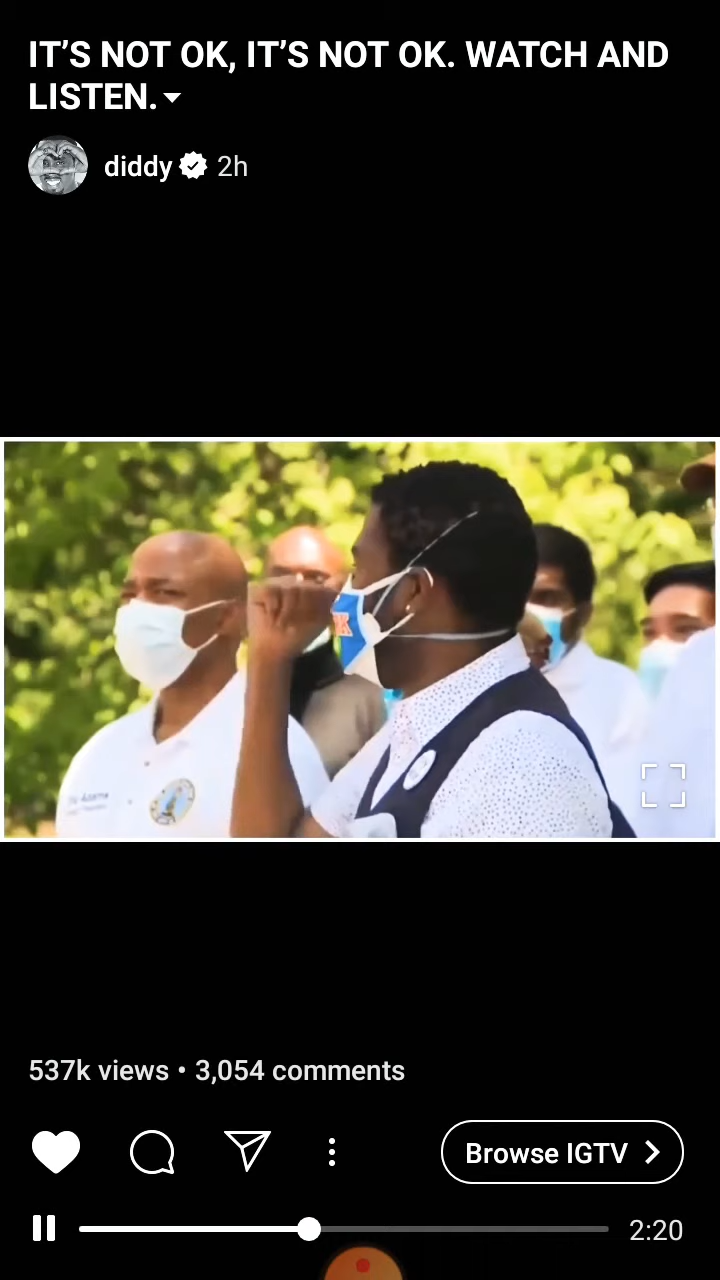 IT’S NOT OK, IT’S NOT OK. WATCH AND
LISTEN.
diddy 2h
537k views • 3,054 comments
Browse IGTV
2:20